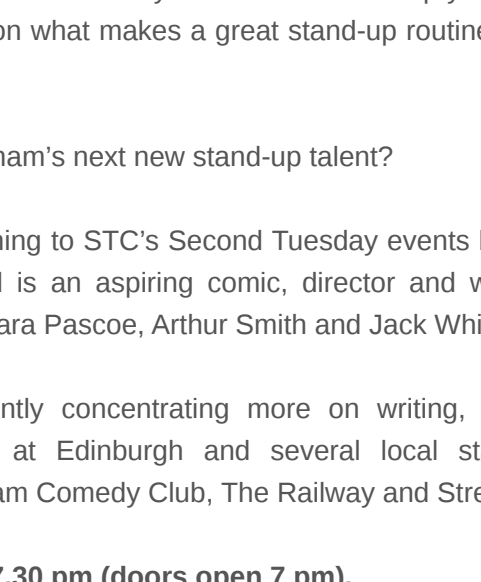 on what makes a great stand-up routine
ham's next new stand-up talent?
ning to STC's Second Tuesday events
is an aspiring comic, director and w
ara Pascoe, Arthur Smith and Jack Whi
ntly concentrating more on writing,
at Edinburgh and several local st
am Comedy Club, The Railway and Stre
7.30 pm (doors open 7 pm).